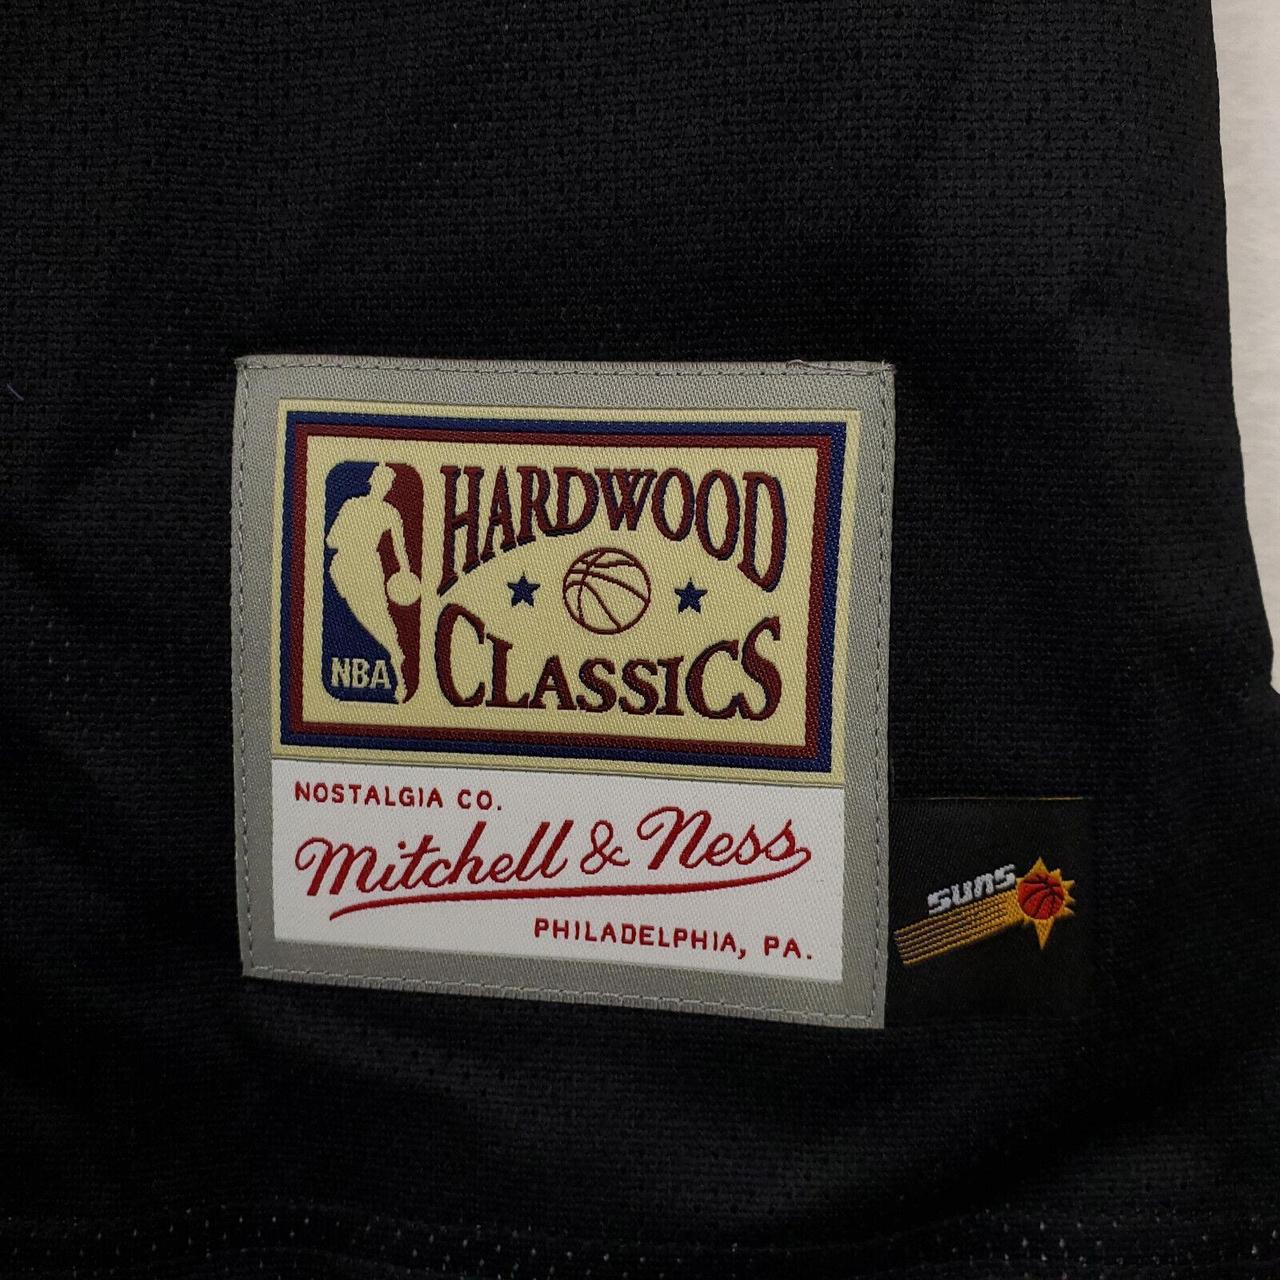 HARDWOOD
CLASSICS
NBA
NOSTALGIA CO.
Mitchell & Ness
PHILADELPHIA, PA.
suns